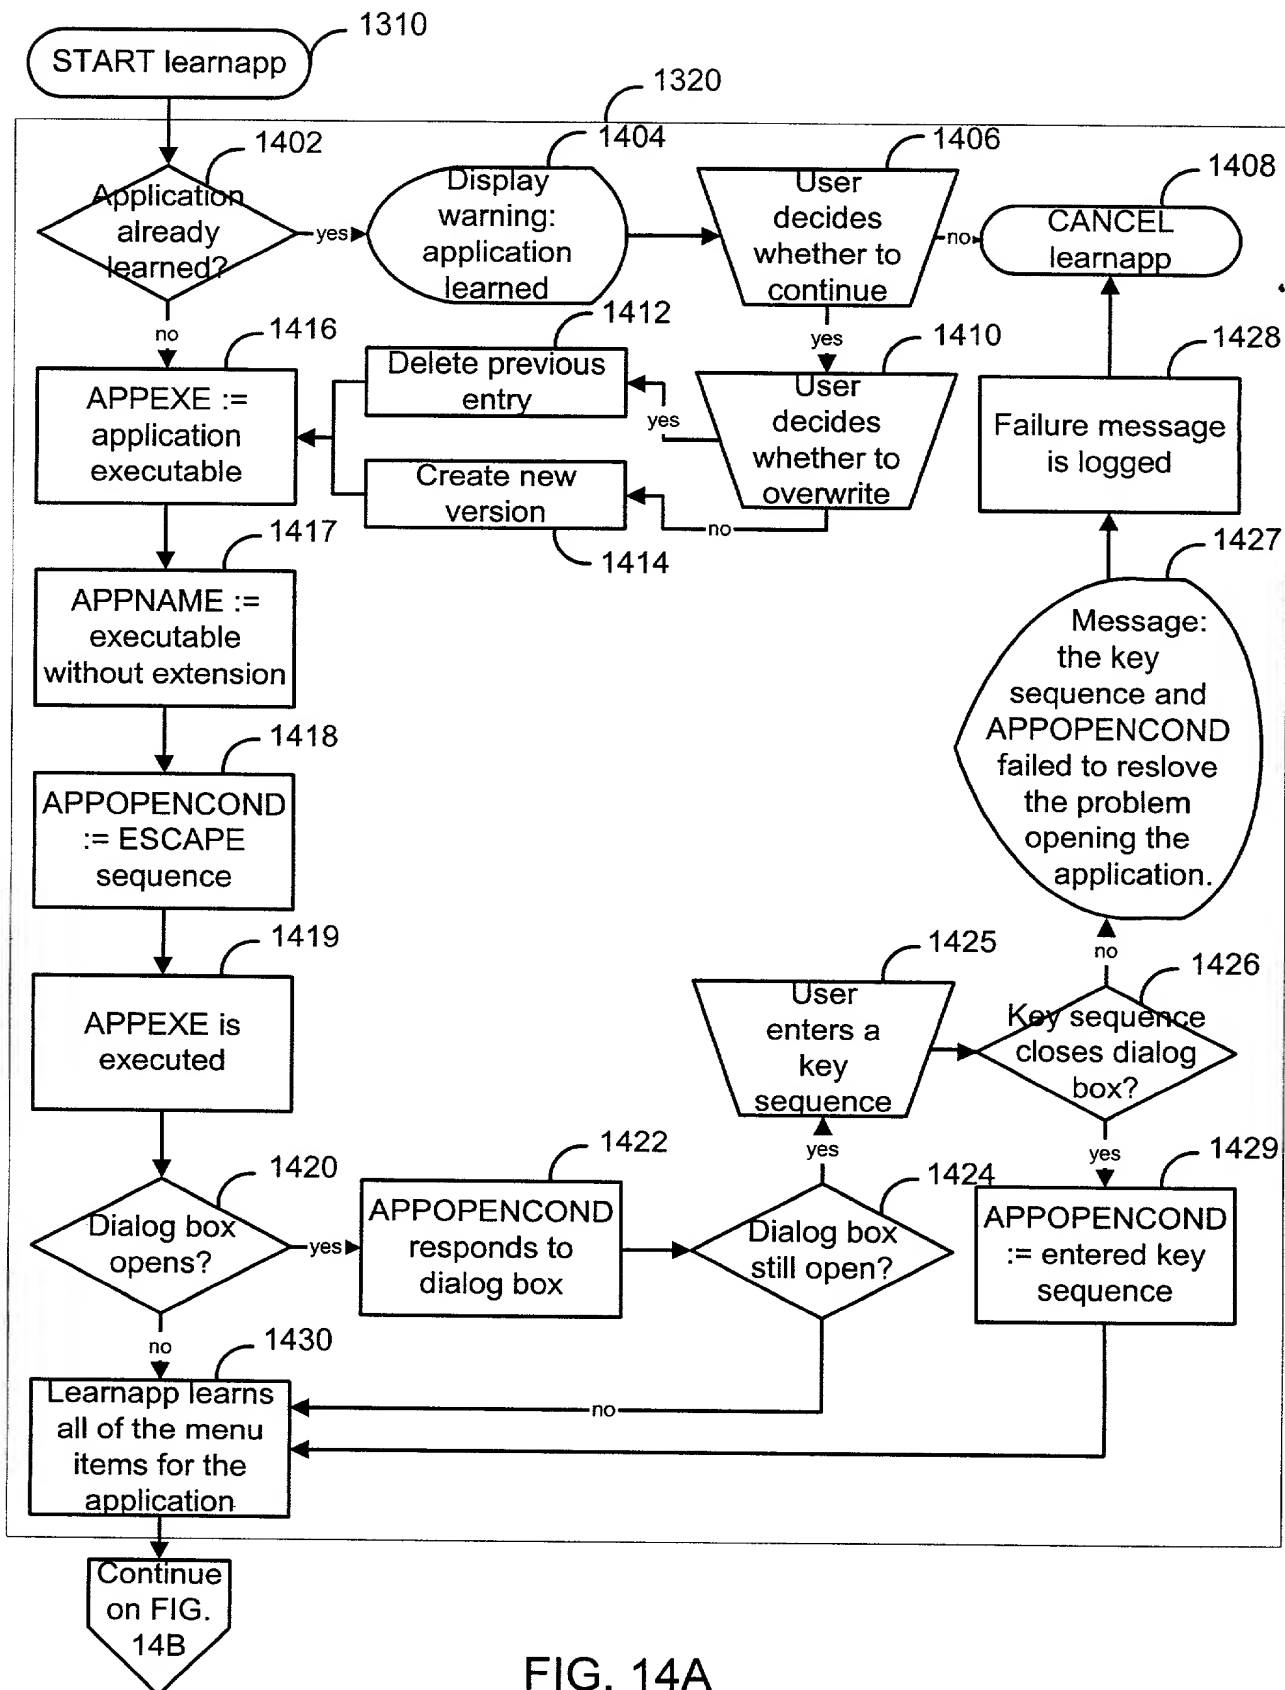 1310
START learnapp
1320
1402
Application
already
learned?
yes
no
1404
Display
warning:
application
learned
1406
User
decides
whether to
continue
no
yes
1408
CANCEL
learnapp
1410
User
decides
whether to
overwrite
yes
no
1412
Delete previous
entry
1414
Create new
version
1416
APPEXE :=
application
executable
1417
APPNAME :=
executable
without extension
1418
APPOPENCOND
:= ESCAPE
sequence
1419
APPEXE is
executed
1420
Dialog box
opens?
yes
no
1422
APPOPENCOND
responds to
dialog box
1424
Dialog box
still open?
yes
no
1425
User
enters a
key
sequence
1426
Key sequence
closes dialog
box?
no
yes
1427
Message:
the key
sequence and
APPOPENCOND
failed to reslove
the problem
opening the
application.
1428
Failure message
is logged
1429
APPOPENCOND
:= entered key
sequence
1430
Learnapp learns
all of the menu
items for the
application
Continue
on FIG.
14B
FIG. 14A